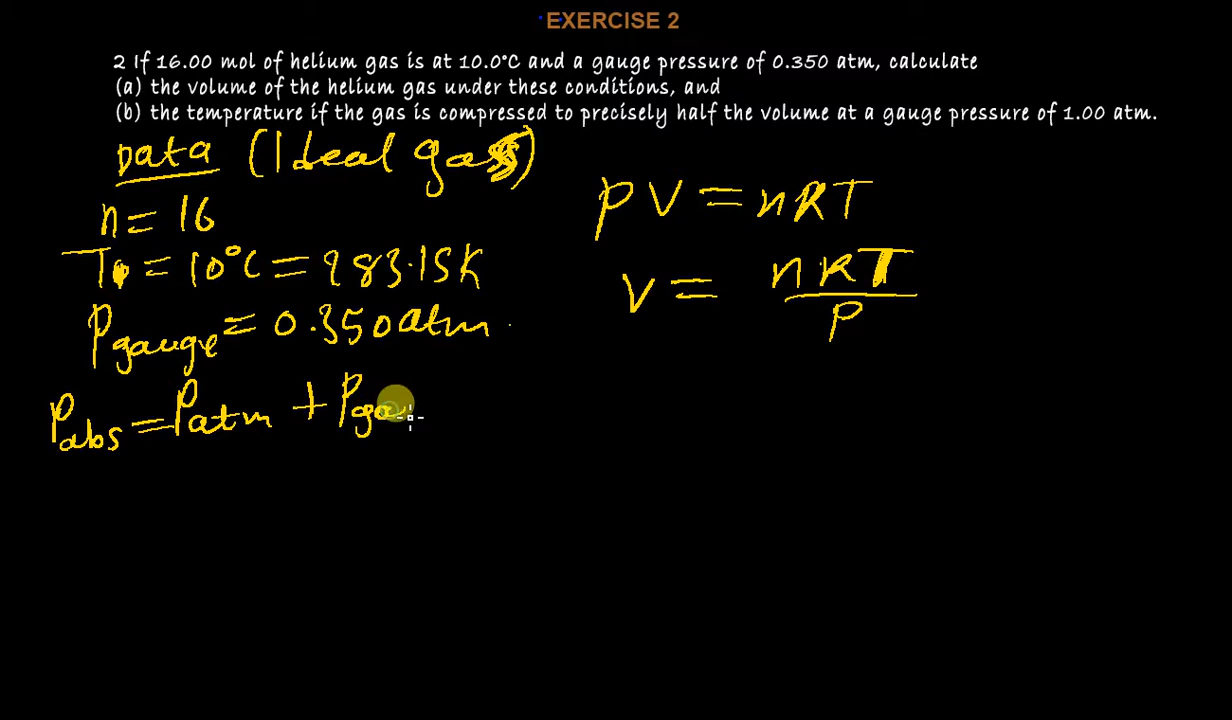 EXERCISE 2
2 If 16.00 mol of helium gas is at 10.0°C and a gauge pressure of 0.350 atm, calculate
(a) the volume of the helium gas under these conditions, and
(b) the temperature if the gas is compressed to precisely half the volume at a gauge pressure of 1.00 atm.
Data (Ideal gas)
n = 16
T₁ = 10°C = 283.15K
Pgauge = 0.350atm
Pabs = Patm + Pga
PV = nRT
V = nRT
P